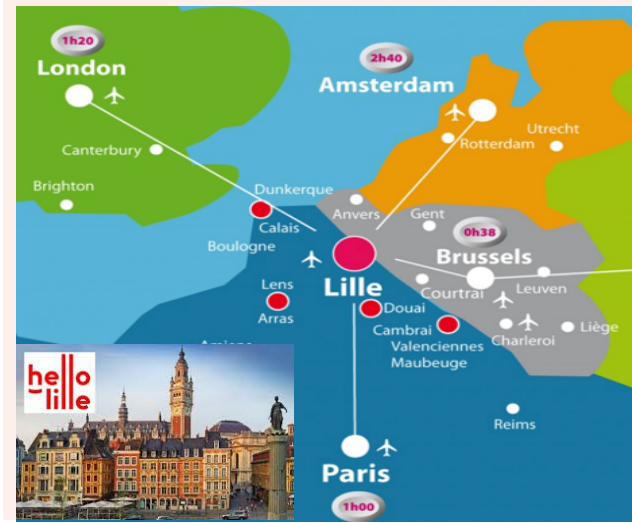 1h20
London
2h40
Amsterdam
Utrecht
Rotterdam
Canterbury
Brighton
Dunkerque
Calais
Boulogne
Anvers
Gent
0h38
Brussels
Lille
Courtrai
Leuven
Lens
Arras
Douai
Cambrai
Valenciennes
Maubeuge
Charleroi
Liège
Reims
hello
lille
Paris
1h00